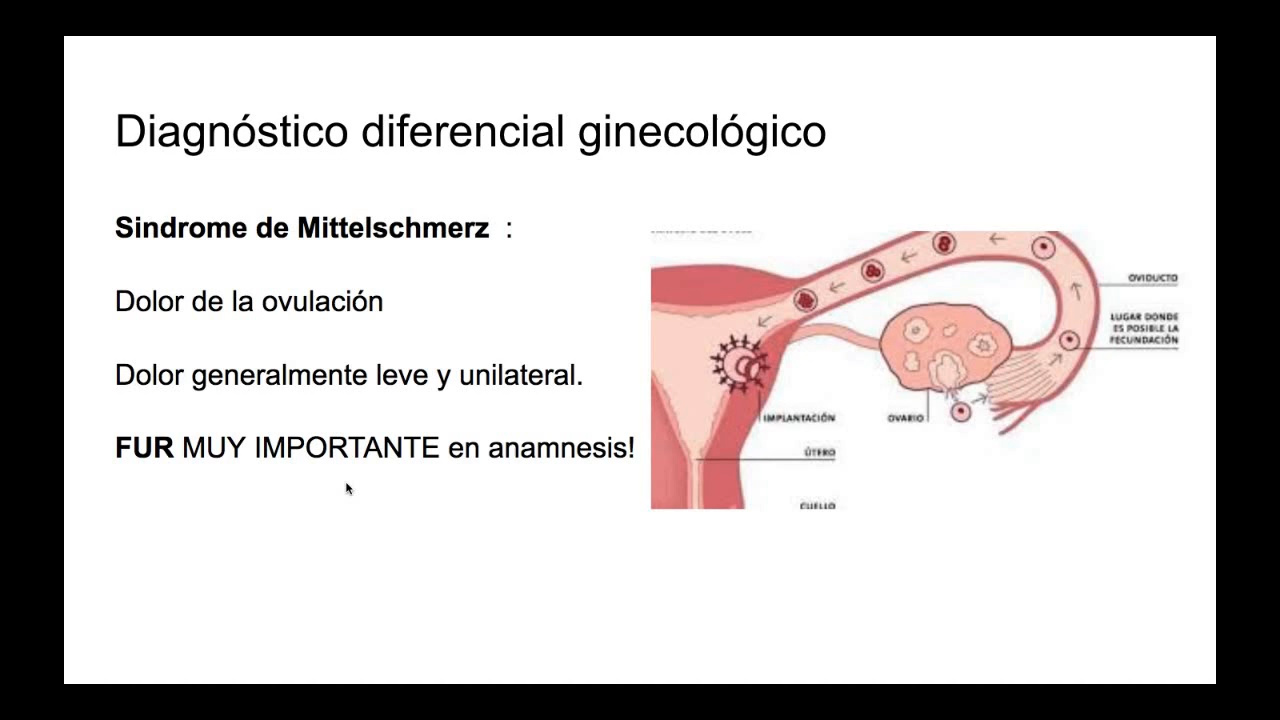 Diagnóstico diferencial ginecológico
Sindrome de Mittelschmerz :
Dolor de la ovulación
Dolor generalmente leve y unilateral.
FUR MUY IMPORTANTE en anamnesis!
OVIDUCTO
LUGAR DONDE
ES POSIBLE LA
FECUNDACIÓN
IMPLANTACIÓN
OVARIO
ÚTERO
CUELLO